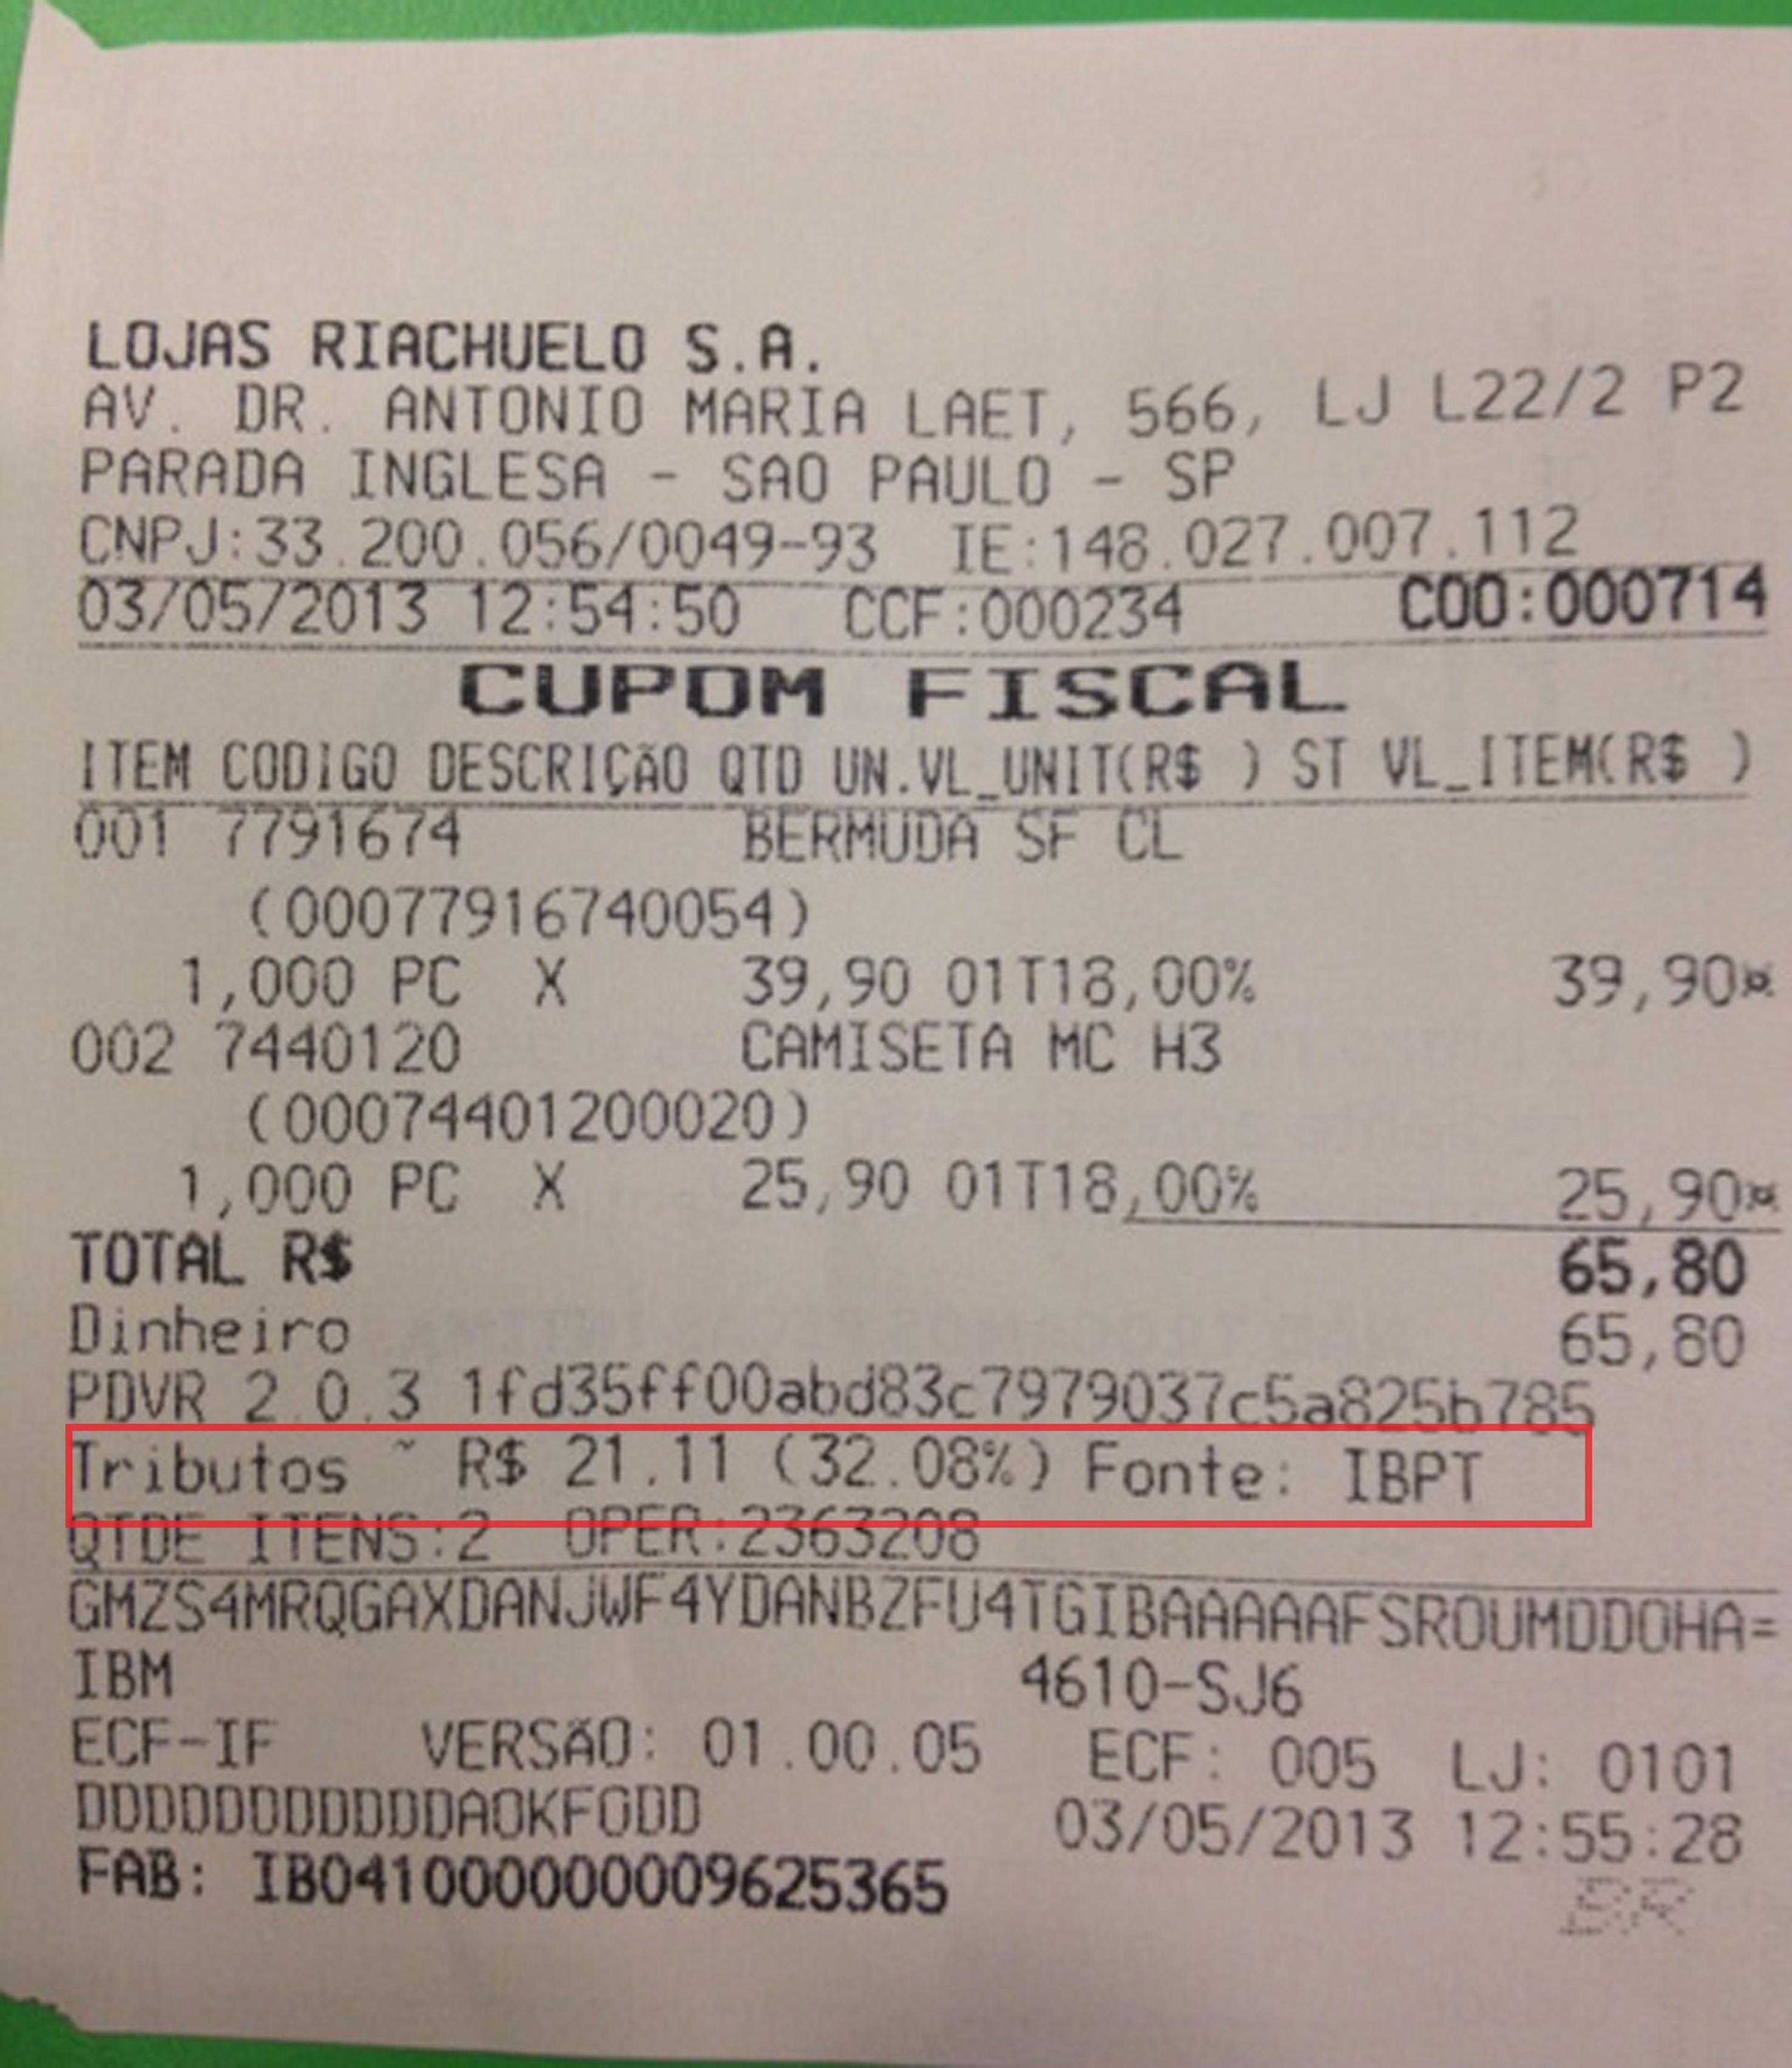 LOJAS RIACHUELO S.A.
AV. DR. ANTONIO MARIA LAET, 566, LJ L22/2 P2
PARADA INGLESA - SAO PAULO - SP
CNPJ:33.200.056/0049-93 IE:148.027.007.112
03/05/2013 12:54:50 CCF:000234 COO:000714
CUPOM FISCAL
ITEM CODIGO DESCRIÇÃO QTD UN.VL_UNIT(R$ ) ST VL_ITEM(R$ )
001 7791674 BERMUDA SF CL
(00077916740054)
1,000 PC X 39,90 01T18,00% 39,90¤
002 7440120 CAMISETA MC H3
(00074401200020)
1,000 PC X 25,90 01T18,00% 25,90¤
TOTAL R$ 65,80
Dinheiro 65,80
PDVR 2.0.3 1fd35ff00abd83c7979037c5a825b785
Tributos ~ R$ 21.11 (32.08%) Fonte: IBPT
QTDE ITENS:2 OPER:2363208
GMZS4MRQGAXDANJWF4YDANBZFU4TGIBAAAAAFSROUMDDOHA=
IBM 4610-SJ6
ECF-IF VERSÃO: 01.00.05 ECF: 005 LJ: 0101
DDDDDDDDDDDAOKFGDD 03/05/2013 12:55:28
FAB: IB041000000009625365
BR